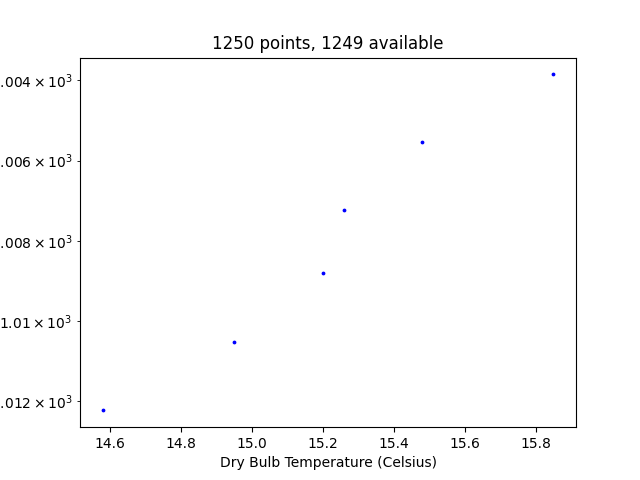 1250 points, 1249 available
.004 × 10³
.006 × 10³
.008 × 10³
1.01 × 10³
.012 × 10³
14.6 14.8 15.0 15.2 15.4 15.6 15.8
Dry Bulb Temperature (Celsius)